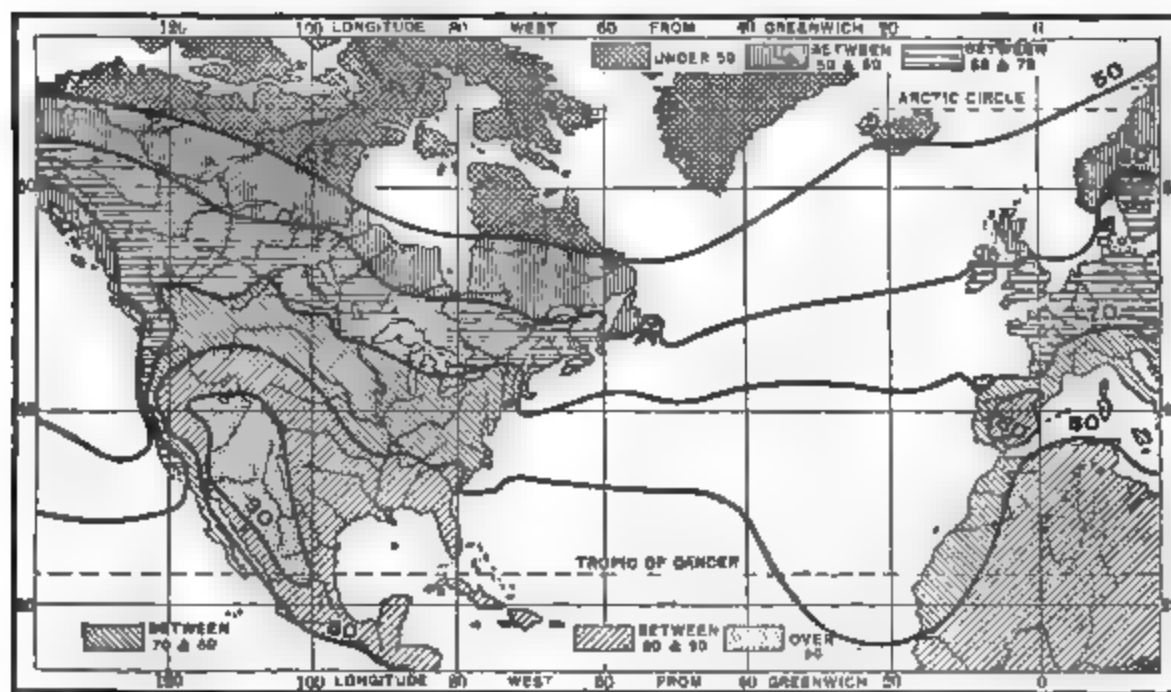 120 100 LONGITUDE 80 WEST 60 FROM 40 GREENWICH 20 0
UNDER 50
BETWEEN
50 & 60
BETWEEN
60 & 70
50
ARCTIC CIRCLE
60
70
80
90
TROPIC OF CANCER
80
BETWEEN
70 & 80
BETWEEN
80 & 90
OVER
90
120 100 LONGITUDE 80 WEST 60 FROM 40 GREENWICH 20 0